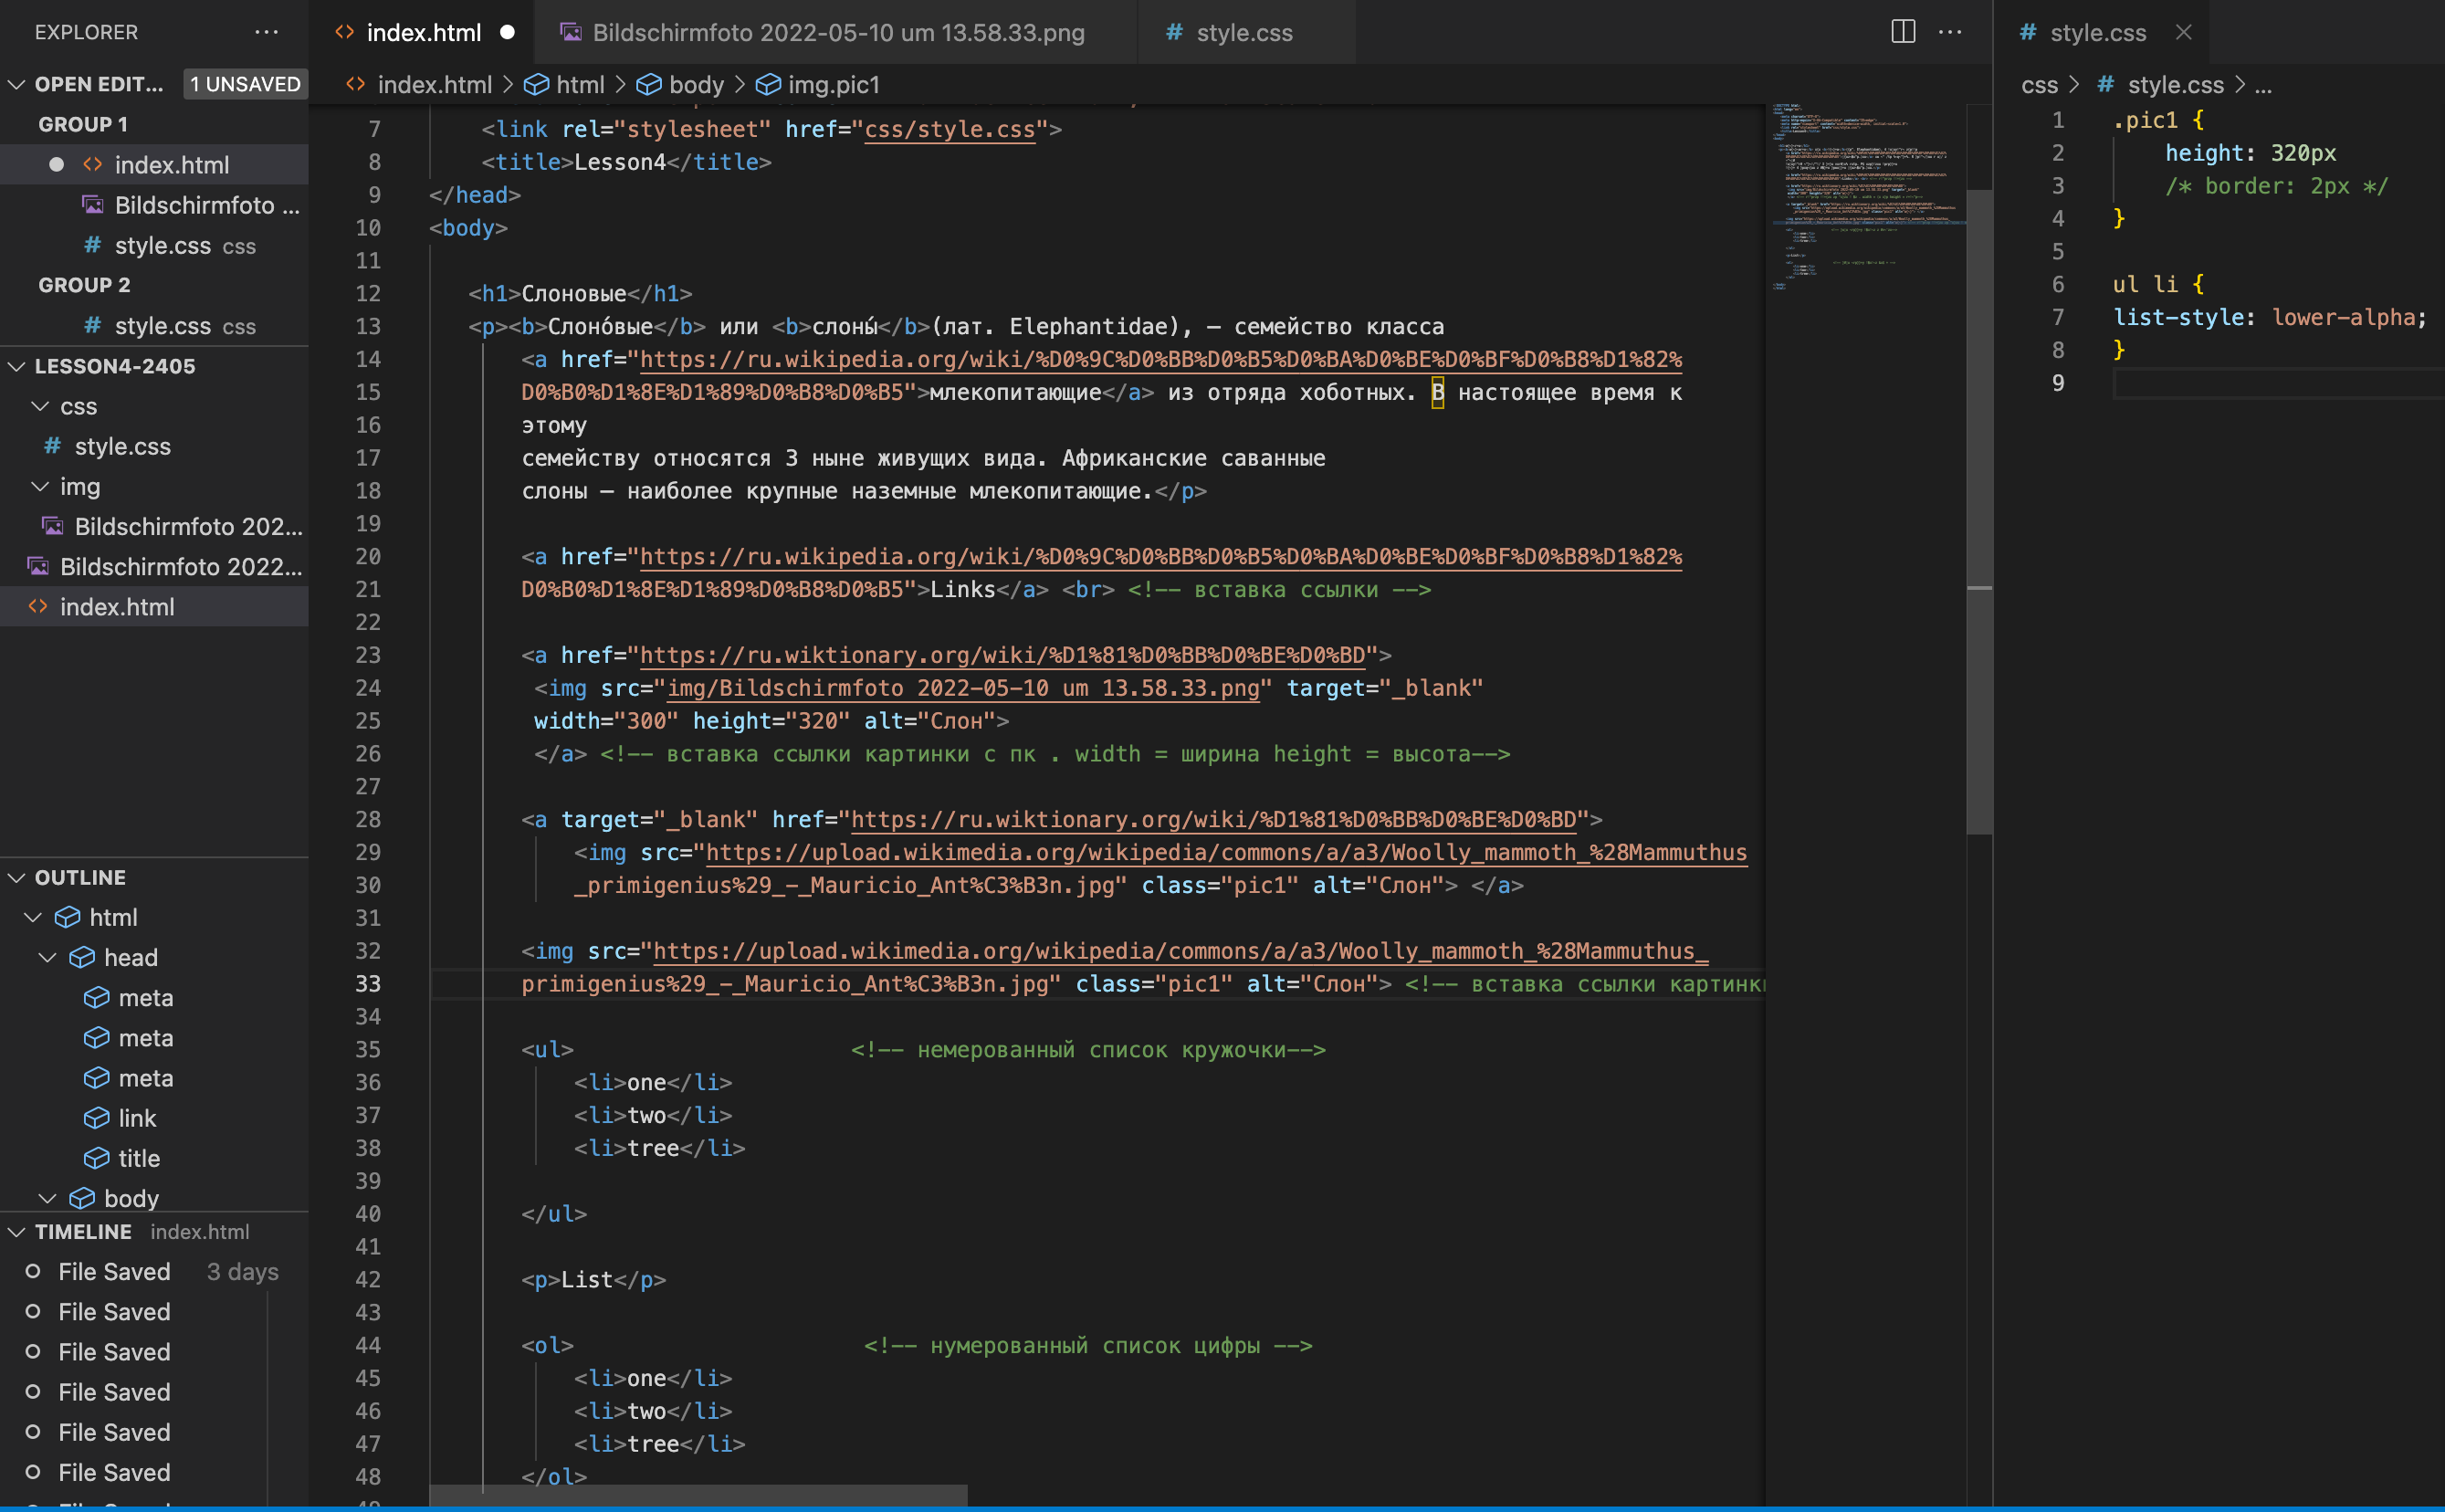 EXPLORER
OPEN EDIT... 1 UNSAVED
GROUP 1
index.html
Bildschirmfoto ...
style.css css
GROUP 2
style.css css
LESSON4-2405
css
style.css
img
Bildschirmfoto 202...
Bildschirmfoto 2022...
index.html
OUTLINE
html
head
meta
meta
meta
link
title
body
TIMELINE index.html
File Saved 3 days
File Saved
File Saved
File Saved
File Saved
File Saved
index.html Bildschirmfoto 2022-05-10 um 13.58.33.png style.css
index.html > html > body > img.pic1
7 <link rel="stylesheet" href="css/style.css">
8 <title>Lesson4</title>
9 </head>
10 <body>
11
12 <h1>Слоновые</h1>
13 <p><b>Слоно́вые</b> или <b>слоны́</b>(лат. Elephantidae), — семейство класса
14 <a href="https://ru.wikipedia.org/wiki/%D0%9C%D0%BB%D0%B5%D0%BA%D0%BE%D0%BF%D0%B8%D1%82%
15 D0%B0%D1%8E%D1%89%D0%B8%D0%B5">млекопитающие</a> из отряда хоботных. В настоящее время к
16 этому
17 семейству относятся 3 ныне живущих вида. Африканские саванные
18 слоны — наиболее крупные наземные млекопитающие.</p>
19
20 <a href="https://ru.wikipedia.org/wiki/%D0%9C%D0%BB%D0%B5%D0%BA%D0%BE%D0%BF%D0%B8%D1%82%
21 D0%B0%D1%8E%D1%89%D0%B8%D0%B5">Links</a> <br> <!-- вставка ссылки -->
22
23 <a href="https://ru.wiktionary.org/wiki/%D1%81%D0%BB%D0%BE%D0%BD">
24 <img src="img/Bildschirmfoto 2022-05-10 um 13.58.33.png" target="_blank"
25 width="300" height="320" alt="Слон">
26 </a> <!-- вставка ссылки картинки с пк . width = ширина height = высота-->
27
28 <a target="_blank" href="https://ru.wiktionary.org/wiki/%D1%81%D0%BB%D0%BE%D0%BD">
29 <img src="https://upload.wikimedia.org/wikipedia/commons/a/a3/Woolly_mammoth_%28Mammuthus
30 _primigenius%29_-_Mauricio_Ant%C3%B3n.jpg" class="pic1" alt="Слон"> </a>
31
32 <img src="https://upload.wikimedia.org/wikipedia/commons/a/a3/Woolly_mammoth_%28Mammuthus_
33 primigenius%29_-_Mauricio_Ant%C3%B3n.jpg" class="pic1" alt="Слон"> <!-- вставка ссылки картинки
34
35 <ul> <!-- немерованный список кружочки-->
36 <li>one</li>
37 <li>two</li>
38 <li>tree</li>
39
40 </ul>
41
42 <p>List</p>
43
44 <ol> <!-- нумерованный список цифры -->
45 <li>one</li>
46 <li>two</li>
47 <li>tree</li>
48 </ol>
style.css
css > style.css > ...
1 .pic1 {
2 height: 320px
3 /* border: 2px */
4 }
5
6 ul li {
7 list-style: lower-alpha;
8 }
9